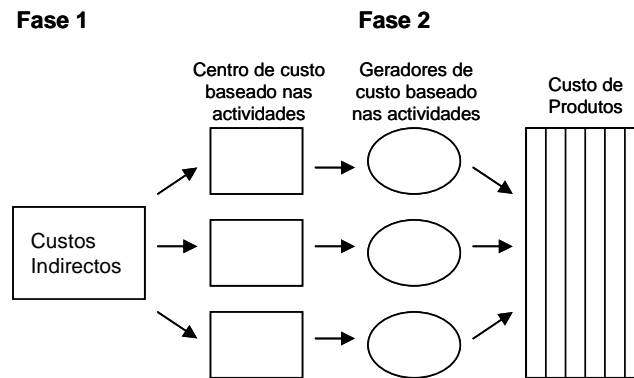 Fase 1
Fase 2
Centro de custo
baseado nas
actividades
Geradores de
custo baseado
nas actividades
Custo de
Produtos
Custos
Indirectos